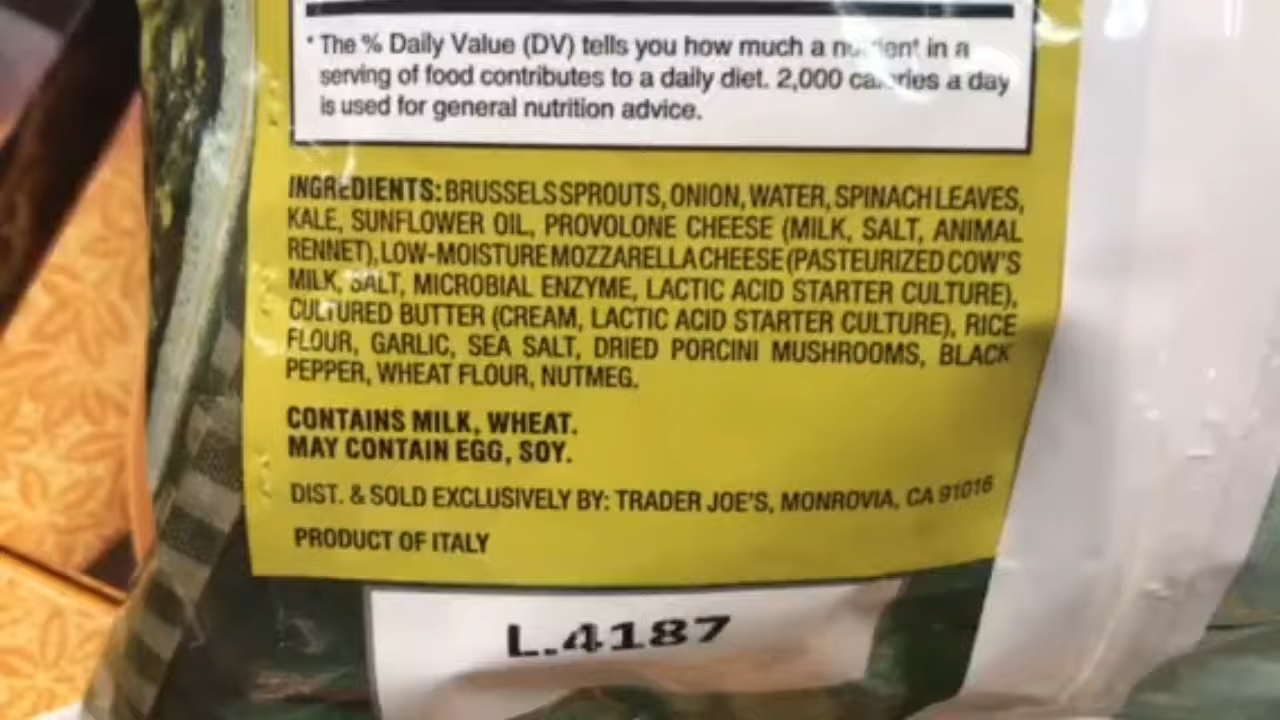 * The % Daily Value (DV) tells you how much a nutrient in a
serving of food contributes to a daily diet. 2,000 calories a day
is used for general nutrition advice.
INGREDIENTS: BRUSSELS SPROUTS, ONION, WATER, SPINACH LEAVES,
KALE, SUNFLOWER OIL, PROVOLONE CHEESE (MILK, SALT, ANIMAL
RENNET), LOW-MOISTURE MOZZARELLA CHEESE (PASTEURIZED COW'S
MILK, SALT, MICROBIAL ENZYME, LACTIC ACID STARTER CULTURE),
CULTURED BUTTER (CREAM, LACTIC ACID STARTER CULTURE), RICE
FLOUR, GARLIC, SEA SALT, DRIED PORCINI MUSHROOMS, BLACK
PEPPER, WHEAT FLOUR, NUTMEG.
CONTAINS MILK, WHEAT.
MAY CONTAIN EGG, SOY.
DIST. & SOLD EXCLUSIVELY BY: TRADER JOE'S, MONROVIA, CA 91016
PRODUCT OF ITALY
L.4187